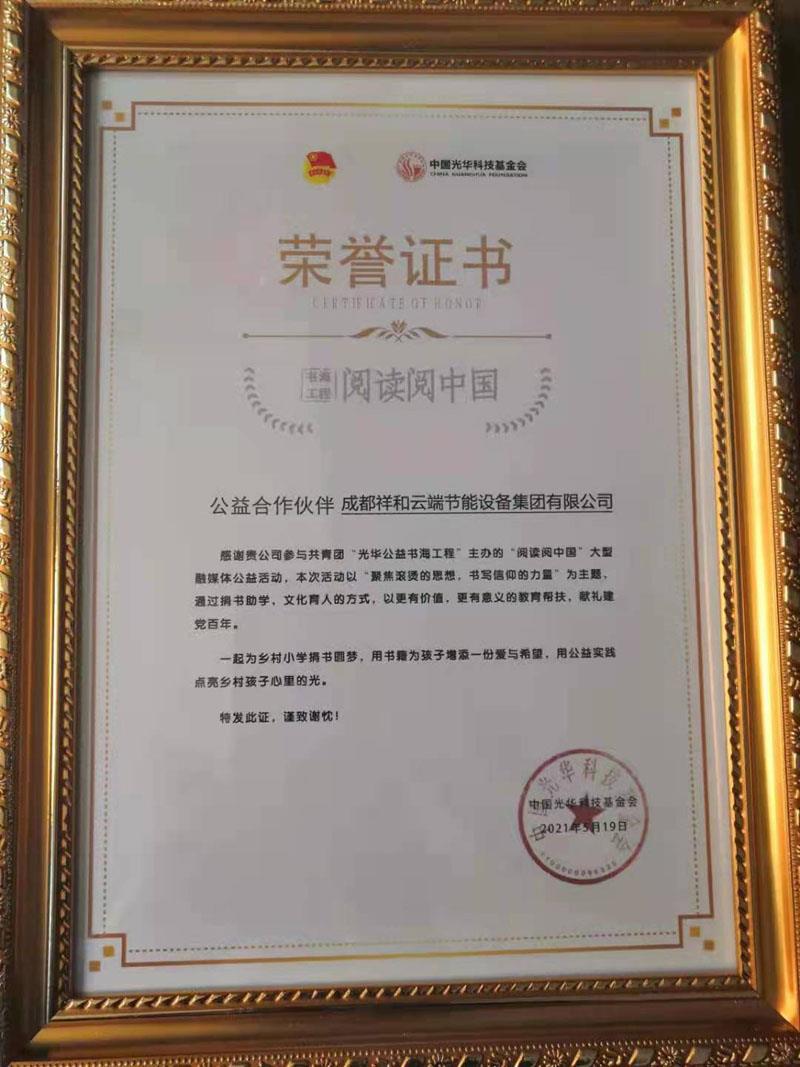 中国光华科技基金会
CHINA GUANGHUA FOUNDATION
荣誉证书
CERTIFICATE OF HONOR
书海工程 阅读阅中国
公益合作伙伴 成都祥和云端节能设备集团有限公司
感谢贵公司参与共青团“光华公益书海工程”主办的“阅读阅中国”大型
融媒体公益活动，本次活动以“聚焦滚烫的思想，书写信仰的力量”为主题，
通过捐书助学，文化育人的方式，以更有价值，更有意义的教育帮扶，献礼建
党百年。
一起为乡村小学捐书圆梦，用书籍为孩子增添一份爱与希望，用公益实践
点亮乡村孩子心里的光。
特发此证，谨致谢忱！
中国光华科技基金会
2021年5月19日